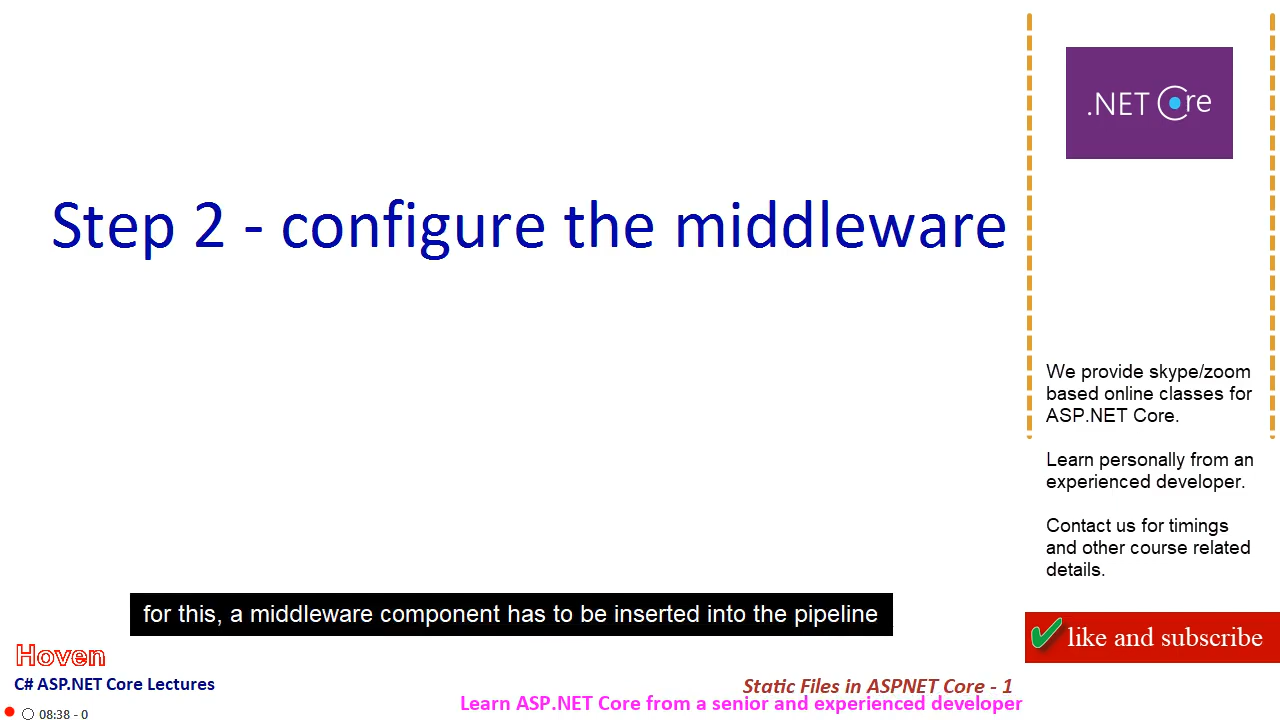 .NET Core
Step 2 - configure the middleware
We provide skype/zoom
based online classes for
ASP.NET Core.
Learn personally from an
experienced developer.
Contact us for timings
and other course related
details.
for this, a middleware component has to be inserted into the pipeline
like and subscribe
Hoven
C# ASP.NET Core Lectures
Static Files in ASPNET Core - 1
Learn ASP.NET Core from a senior and experienced developer
08:38 - 0